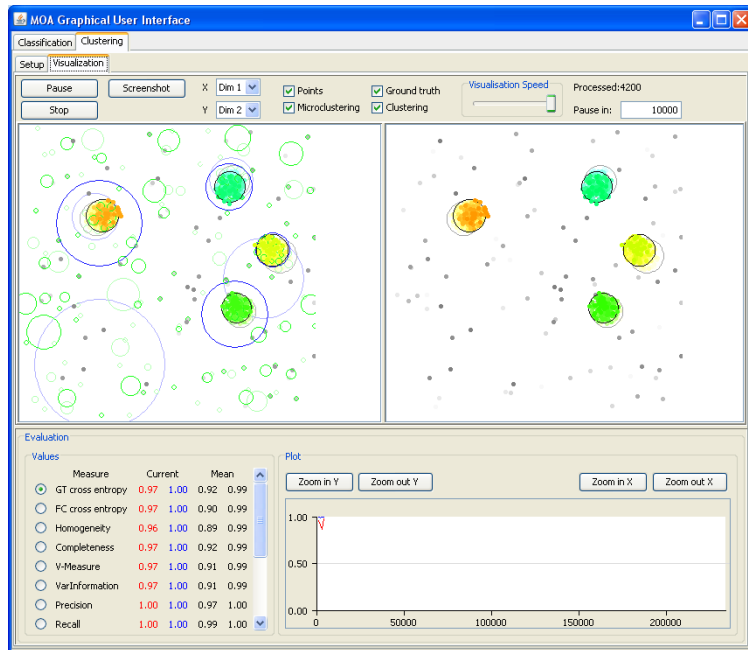 MOA Graphical User Interface
Classification Clustering
Setup Visualization
Pause Screenshot X Dim 1 Points Ground truth Visualisation Speed Processed:4200
Stop Y Dim 2 Microclustering Clustering Pause in: 10000
Evaluation
Values
Measure Current Mean
GT cross entropy 0.97 1.00 0.92 0.99
FC cross entropy 0.97 1.00 0.90 0.99
Homogeneity 0.96 1.00 0.89 0.99
Completeness 0.97 1.00 0.92 0.99
V-Measure 0.97 1.00 0.91 0.99
VarInformation 0.97 1.00 0.91 0.99
Precision 1.00 1.00 0.97 1.00
Recall 1.00 1.00 0.99 1.00
Plot
Zoom in Y Zoom out Y Zoom in X Zoom out X
1.00
0.50
0.00
0 50000 100000 150000 200000